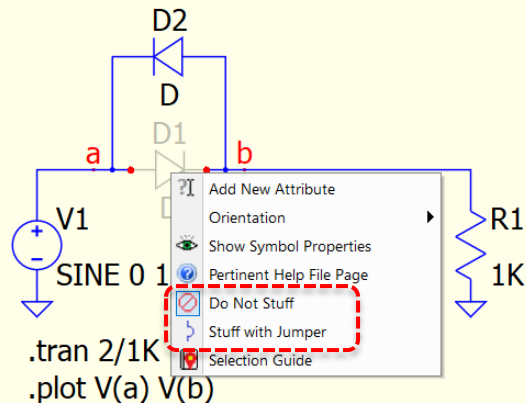 D2
D
D1
a
b
Add New Attribute
Orientation
V1
R1
Show Symbol Properties
SINE 0 1
Pertinent Help File Page
1K
Do Not Stuff
Stuff with Jumper
.tran 2/1K
Selection Guide
.plot V(a) V(b)